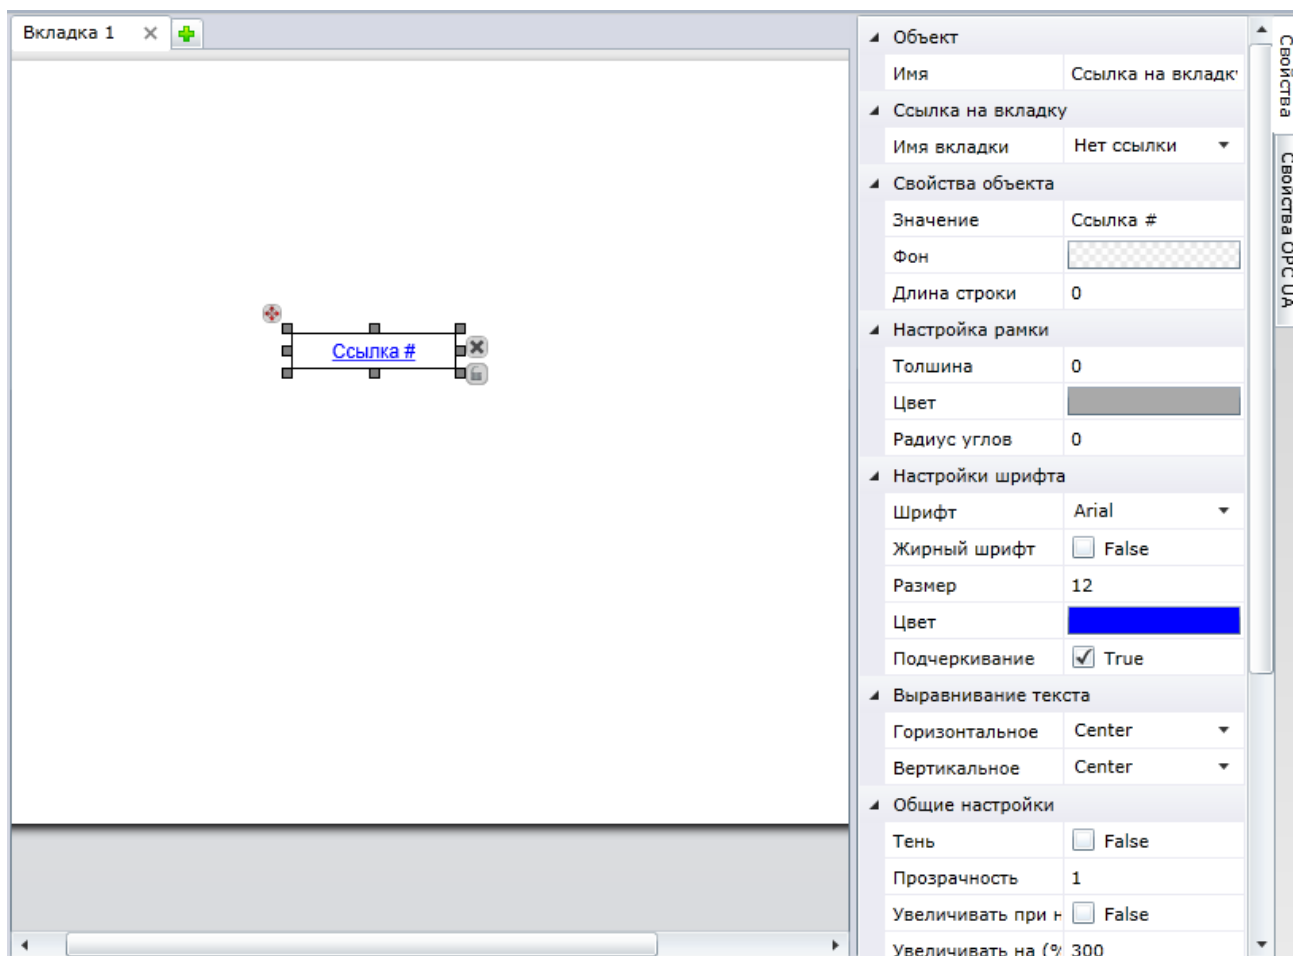 Вкладка 1
Ссылка #
Объект
Имя Ссылка на вкладк
Ссылка на вкладку
Имя вкладки Нет ссылки
Свойства объекта
Значение Ссылка #
Фон
Длина строки 0
Настройка рамки
Толшина 0
Цвет
Радиус углов 0
Настройки шрифта
Шрифт Arial
Жирный шрифт False
Размер 12
Цвет
Подчеркивание True
Выравнивание текста
Горизонтальное Center
Вертикальное Center
Общие настройки
Тень False
Прозрачность 1
Увеличивать при н False
Увеличивать на (% 300
Свойства
Свойства OPC UA